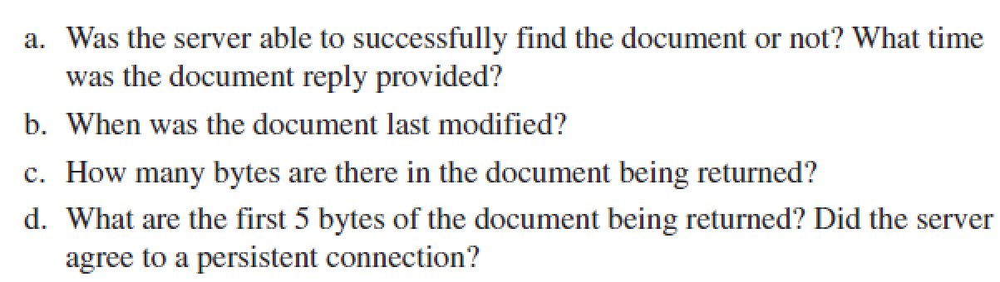 a. Was the server able to successfully find the document or not? What time
was the document reply provided?
b. When was the document last modified?
c. How many bytes are there in the document being returned?
d. What are the first 5 bytes of the document being returned? Did the server
agree to a persistent connection?